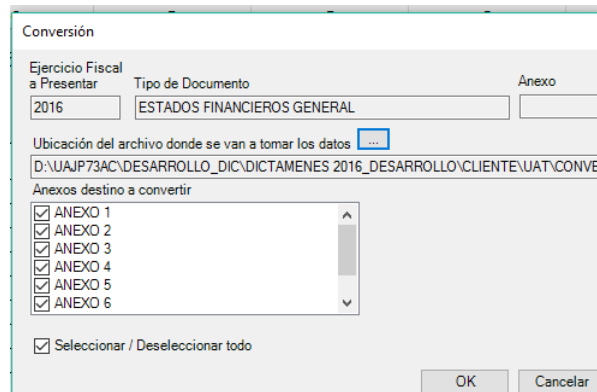 Conversión
Ejercicio Fiscal
a Presentar
Tipo de Documento
Anexo
2016
ESTADOS FINANCIEROS GENERAL
Ubicación del archivo donde se van a tomar los datos ...
D:\UAJP73AC\DESARROLLO_DIC\DICTAMENES 2016_DESARROLLO\CLIENTE\UAT\CONVE
Anexos destino a convertir
ANEXO 1
ANEXO 2
ANEXO 3
ANEXO 4
ANEXO 5
ANEXO 6
Seleccionar / Deseleccionar todo
OK Cancelar